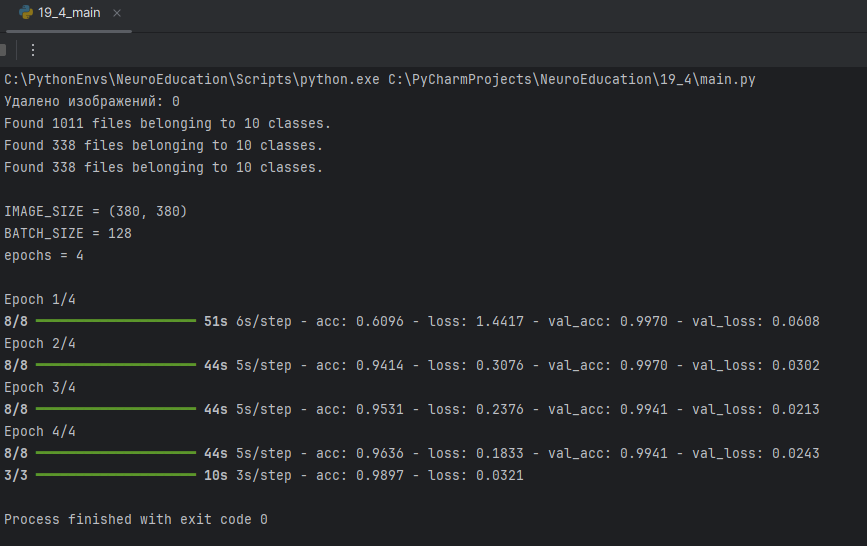 19_4_main
C:\PythonEnvs\NeuroEducation\Scripts\python.exe C:\PyCharmProjects\NeuroEducation\19_4\main.py
Удалено изображений: 0
Found 1011 files belonging to 10 classes.
Found 338 files belonging to 10 classes.
Found 338 files belonging to 10 classes.
IMAGE_SIZE = (380, 380)
BATCH_SIZE = 128
epochs = 4
Epoch 1/4
8/8 51s 6s/step - acc: 0.6096 - loss: 1.4417 - val_acc: 0.9970 - val_loss: 0.0608
Epoch 2/4
8/8 44s 5s/step - acc: 0.9414 - loss: 0.3076 - val_acc: 0.9970 - val_loss: 0.0302
Epoch 3/4
8/8 44s 5s/step - acc: 0.9531 - loss: 0.2376 - val_acc: 0.9941 - val_loss: 0.0213
Epoch 4/4
8/8 44s 5s/step - acc: 0.9636 - loss: 0.1833 - val_acc: 0.9941 - val_loss: 0.0243
3/3 10s 3s/step - acc: 0.9897 - loss: 0.0321
Process finished with exit code 0